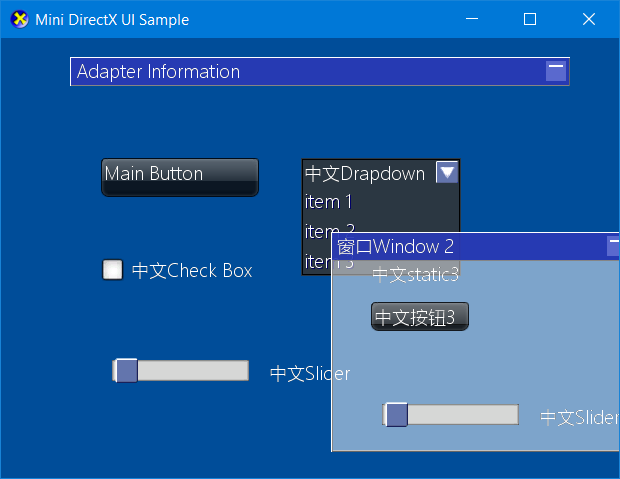 Mini DirectX UI Sample
Adapter Information
Main Button
中文Drapdown
item 1
item 2
item 3
窗口Window 2
中文static3
中文Check Box
中文按钮3
中文Slider
中文Slider